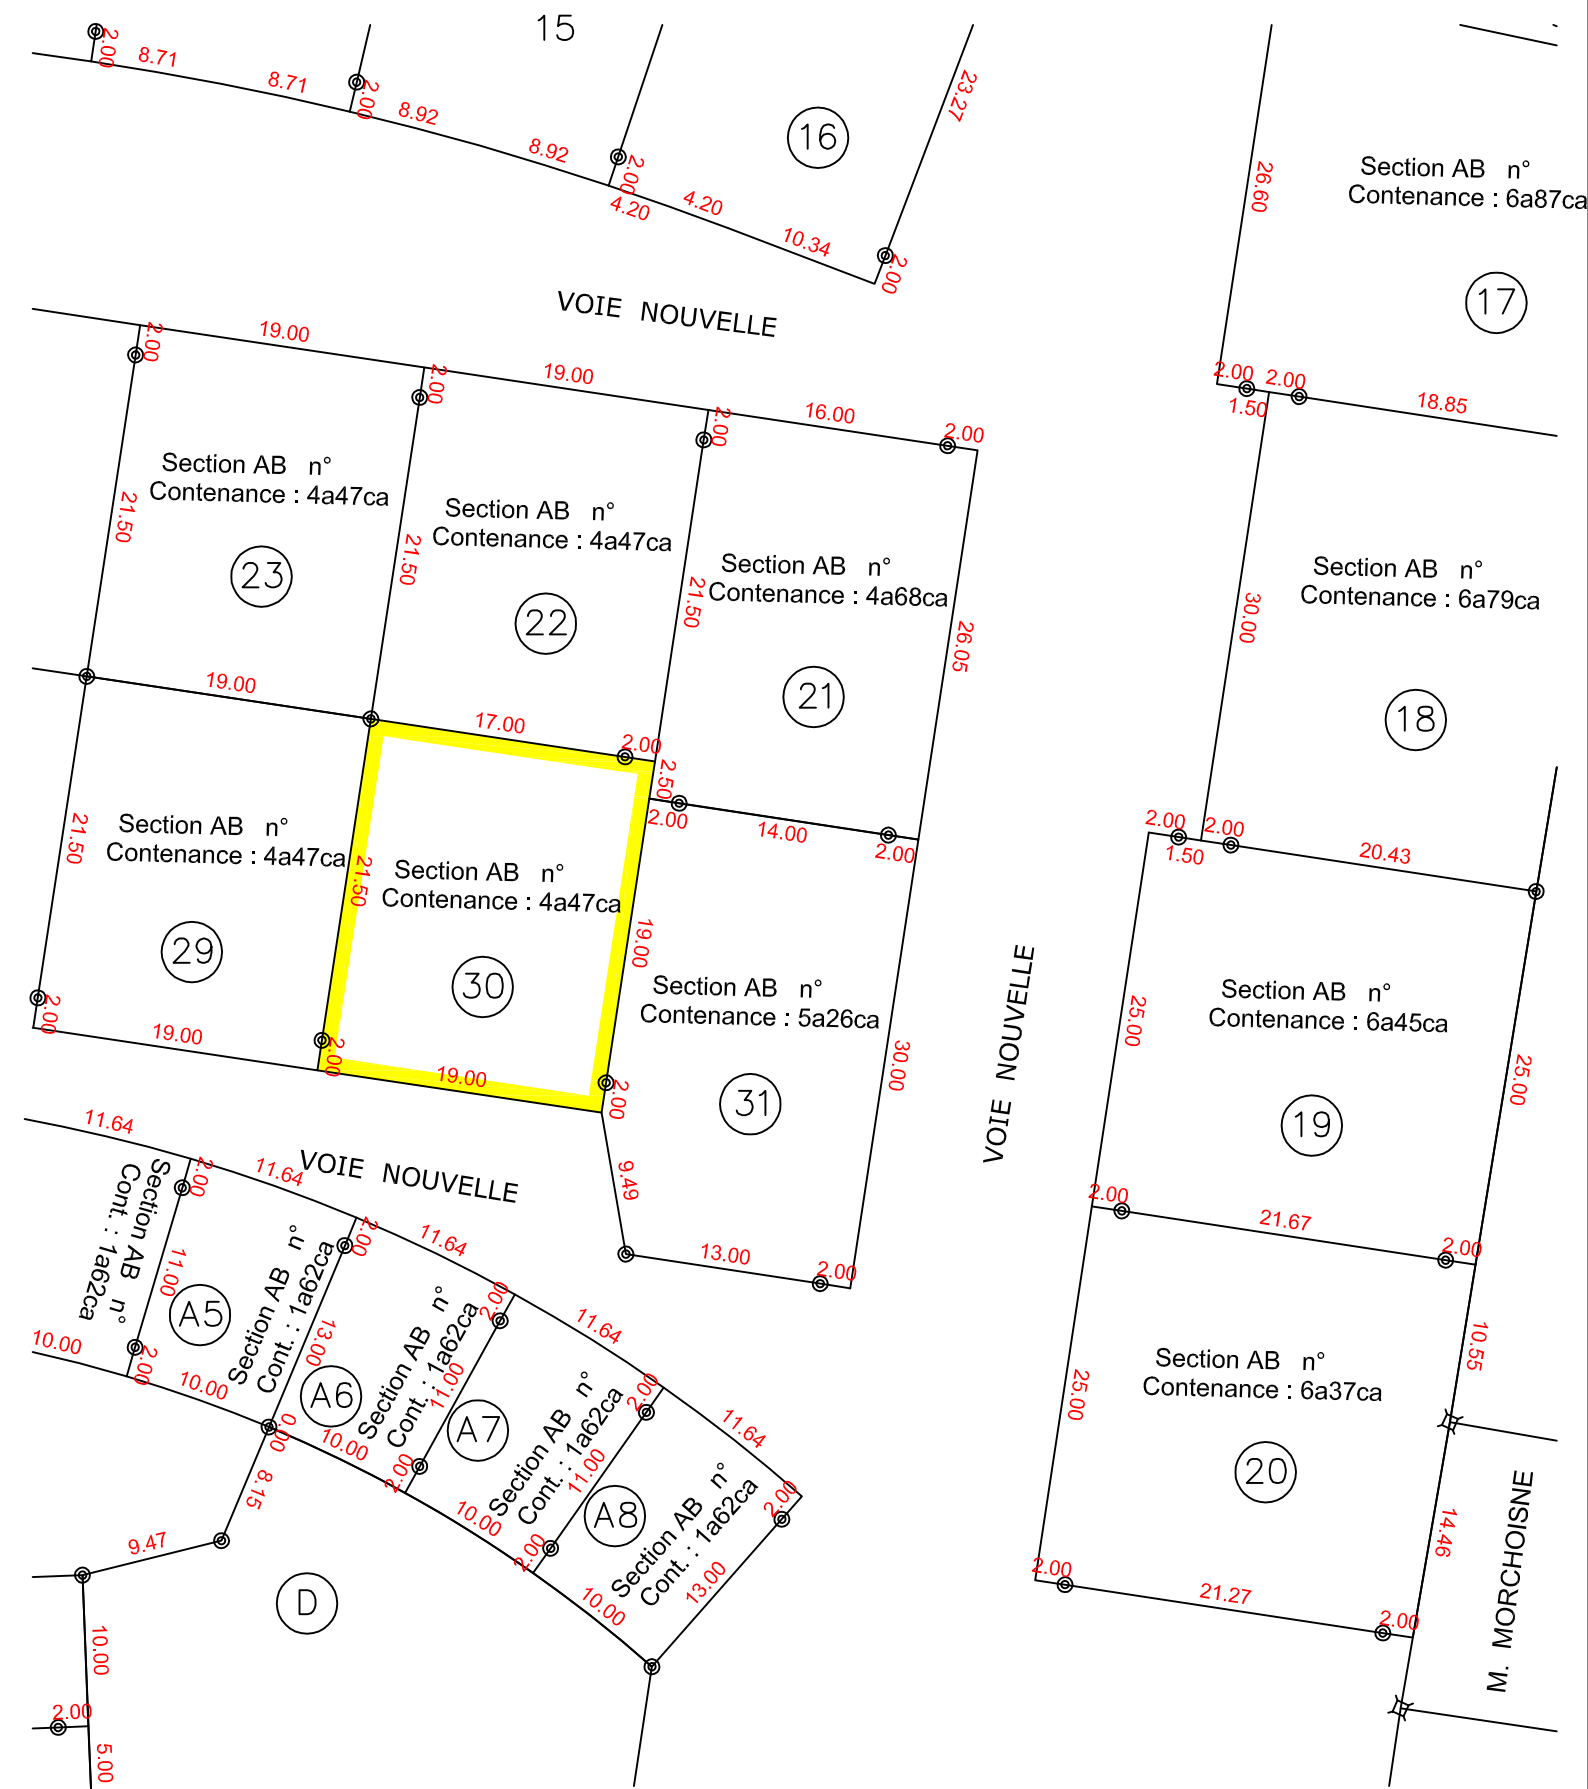 15
2.00
8.71
8.71
2.00
8.92
8.92
2.00
4.20
4.20
10.34
2.00
23.27
16
26.60
Section AB n°
Contenance : 6a87ca
17
VOIE NOUVELLE
2.00
19.00
2.00
19.00
2.00
16.00
2.00
2.00
2.00
1.50
18.85
Section AB n°
Contenance : 4a47ca
21.50
23
Section AB n°
Contenance : 4a47ca
21.50
22
Section AB n°
Contenance : 4a68ca
21.50
21
26.05
Section AB n°
Contenance : 6a79ca
30.00
18
19.00
17.00
2.00
2.50
2.00
14.00
2.00
2.00
2.00
1.50
20.43
Section AB n°
Contenance : 4a47ca
21.50
29
Section AB n°
Contenance : 4a47ca
21.50
30
19.00
Section AB n°
Contenance : 5a26ca
31
30.00
VOIE NOUVELLE
Section AB n°
Contenance : 6a45ca
25.00
25.00
19
2.00
19.00
2.00
19.00
2.00
9.49
13.00
2.00
2.00
21.67
2.00
11.64
VOIE NOUVELLE
2.00
11.64
2.00
11.64
2.00
11.64
2.00
11.64
2.00
Section AB n°
Cont. : 1a62ca
11.00
A5
Section AB n°
Cont. : 1a62ca
13.00
A6
Section AB n°
Cont. : 1a62ca
11.00
A7
Section AB n°
Cont. : 1a62ca
11.00
A8
Section AB n°
Cont. : 1a62ca
13.00
10.00
2.00
10.00
0.00
10.00
2.00
10.00
2.00
10.00
8.15
9.47
D
10.00
2.00
5.00
Section AB n°
Contenance : 6a37ca
25.00
20
10.55
14.46
2.00
21.27
2.00
M. MORCHOISNE